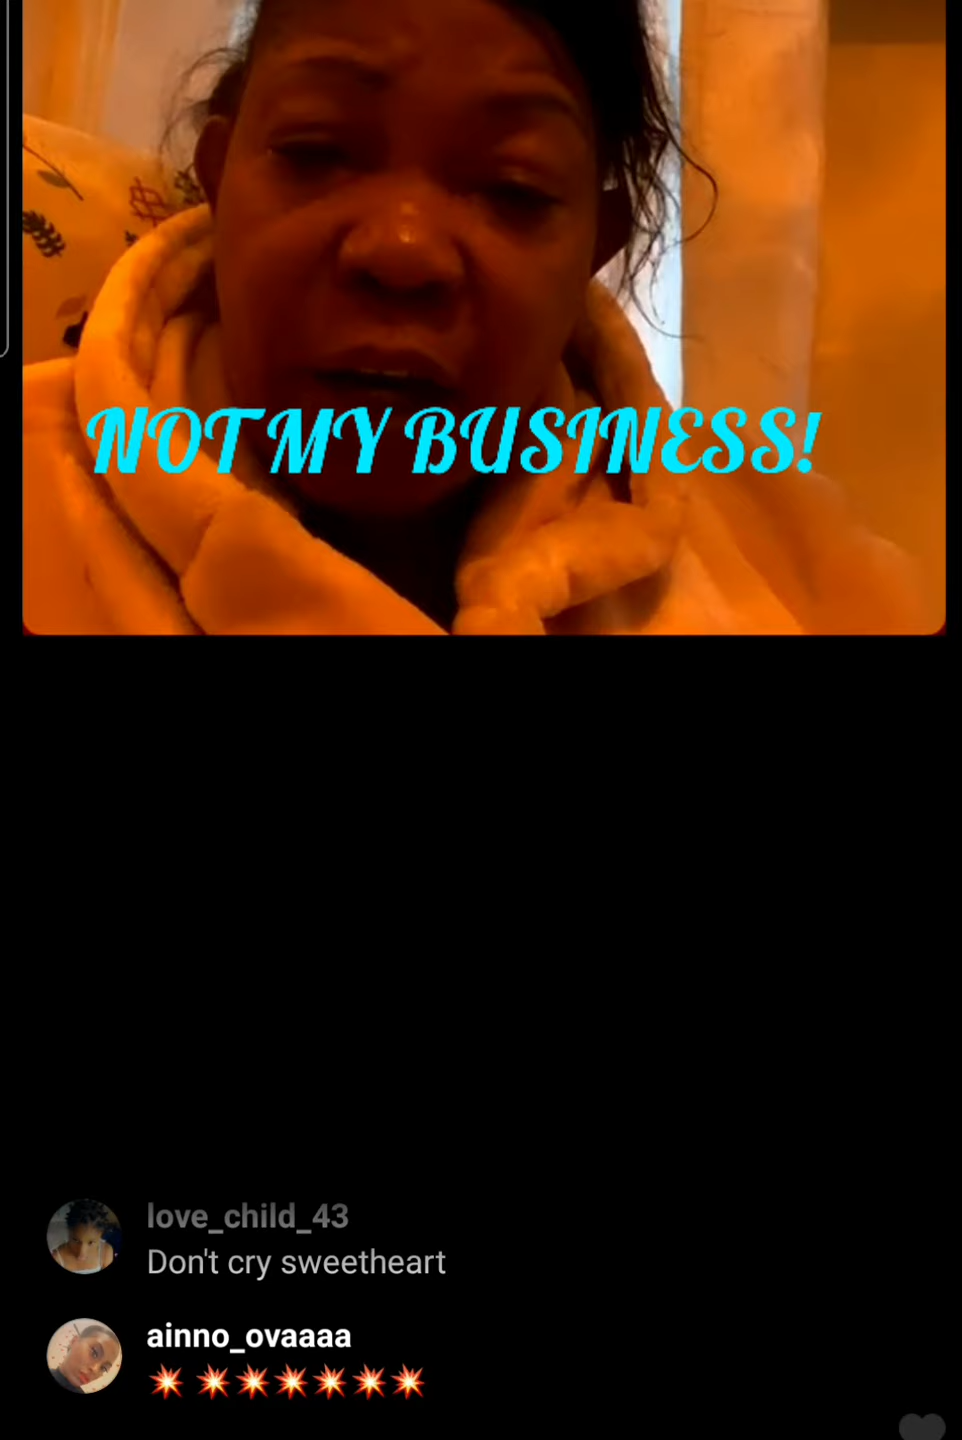 NOT MY BUSINESS!
love_child_43
Don't cry sweetheart
ainno_ovaaaa
💥 💥 💥 💥 💥 💥 💥